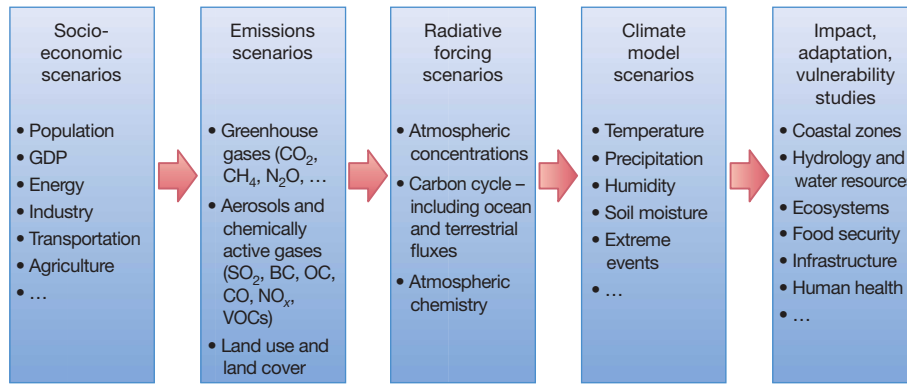 Socio-
economic
scenarios
• Population
• GDP
• Energy
• Industry
• Transportation
• Agriculture
• …
Emissions
scenarios
• Greenhouse
gases (CO₂,
CH₄, N₂O, …
• Aerosols and
chemically
active gases
(SO₂, BC, OC,
CO, NOₓ,
VOCs)
• Land use and
land cover
Radiative
forcing
scenarios
• Atmospheric
concentrations
• Carbon cycle –
including ocean
and terrestrial
fluxes
• Atmospheric
chemistry
Climate
model
scenarios
• Temperature
• Precipitation
• Humidity
• Soil moisture
• Extreme
events
• …
Impact,
adaptation,
vulnerability
studies
• Coastal zones
• Hydrology and
water resources
• Ecosystems
• Food security
• Infrastructure
• Human health
• …